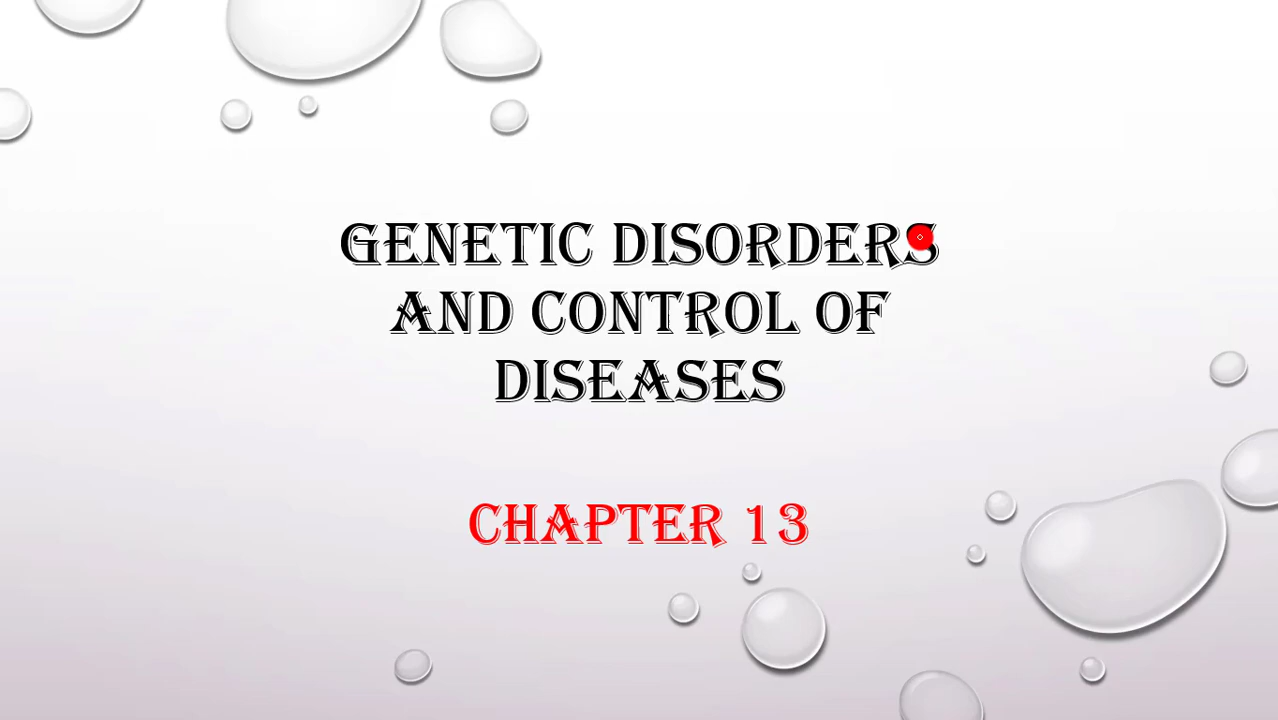 GENETIC DISORDERS
AND CONTROL OF
DISEASES
CHAPTER 13